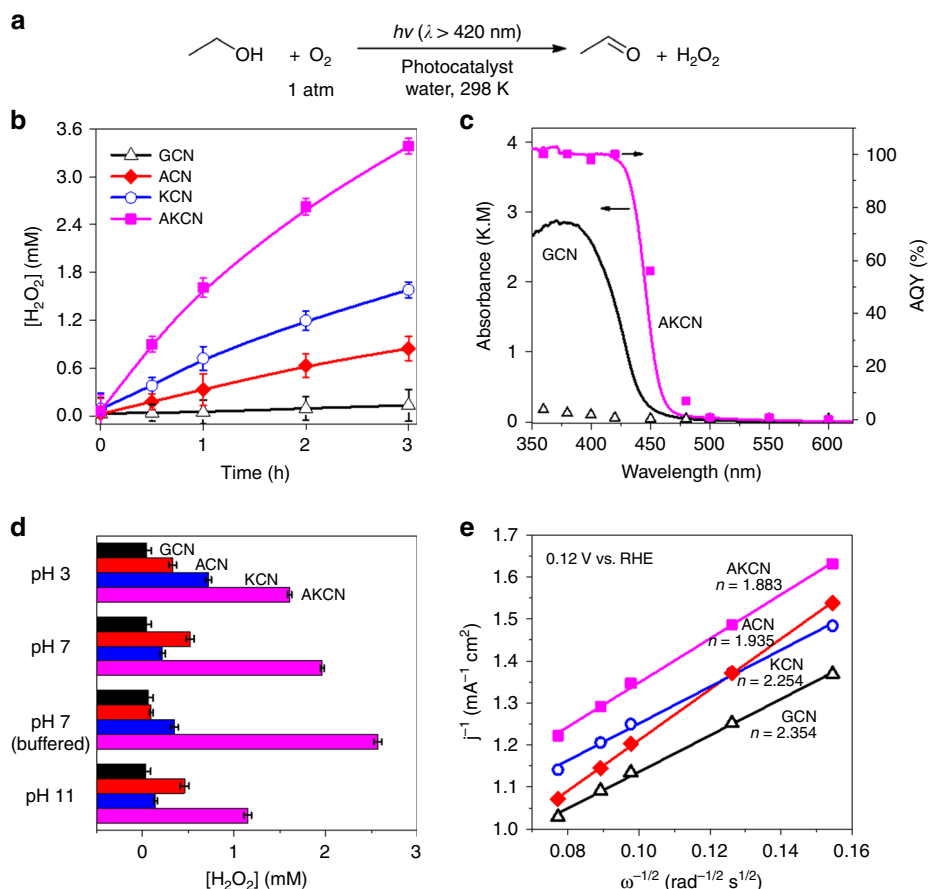 a
OH + O2
1 atm
hν (λ > 420 nm)
Photocatalyst
water, 298 K
O + H2O2
b
[H2O2] (mM)
3.6
3.0
2.4
1.8
1.2
0.6
0.0
GCN
ACN
KCN
AKCN
0 1 2 3
Time (h)
c
Absorbance (K.M)
4
3
2
1
0
GCN
AKCN
100
80
60
40
20
0
AQY (%)
350 400 450 500 550 600
Wavelength (nm)
d
pH 3
pH 7
pH 7
(buffered)
pH 11
GCN
ACN
KCN
AKCN
0 1 2 3
[H2O2] (mM)
e
j−1 (mA−1 cm2)
1.7
1.6
1.5
1.4
1.3
1.2
1.1
1.0
0.12 V vs. RHE
AKCN
n = 1.883
ACN
n = 1.935
KCN
n = 2.254
GCN
n = 2.354
0.08 0.10 0.12 0.14 0.16
ω−1/2 (rad−1/2 s1/2)